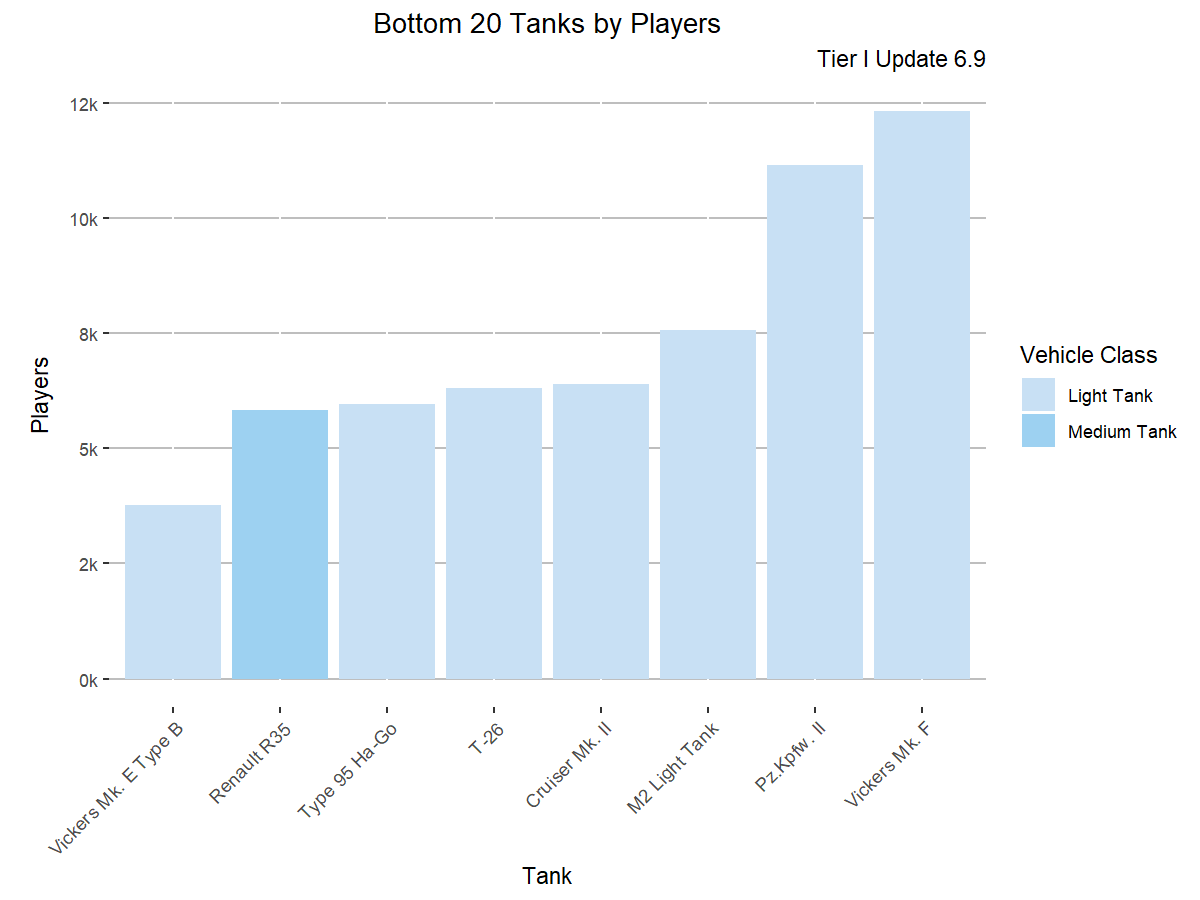 Bottom 20 Tanks by Players
Tier I Update 6.9
Players
12k
10k
8k
5k
2k
0k
Vickers Mk. E Type B
Renault R35
Type 95 Ha-Go
T-26
Cruiser Mk. II
M2 Light Tank
Pz.Kpfw. II
Vickers Mk. F
Tank
Vehicle Class
Light Tank
Medium Tank